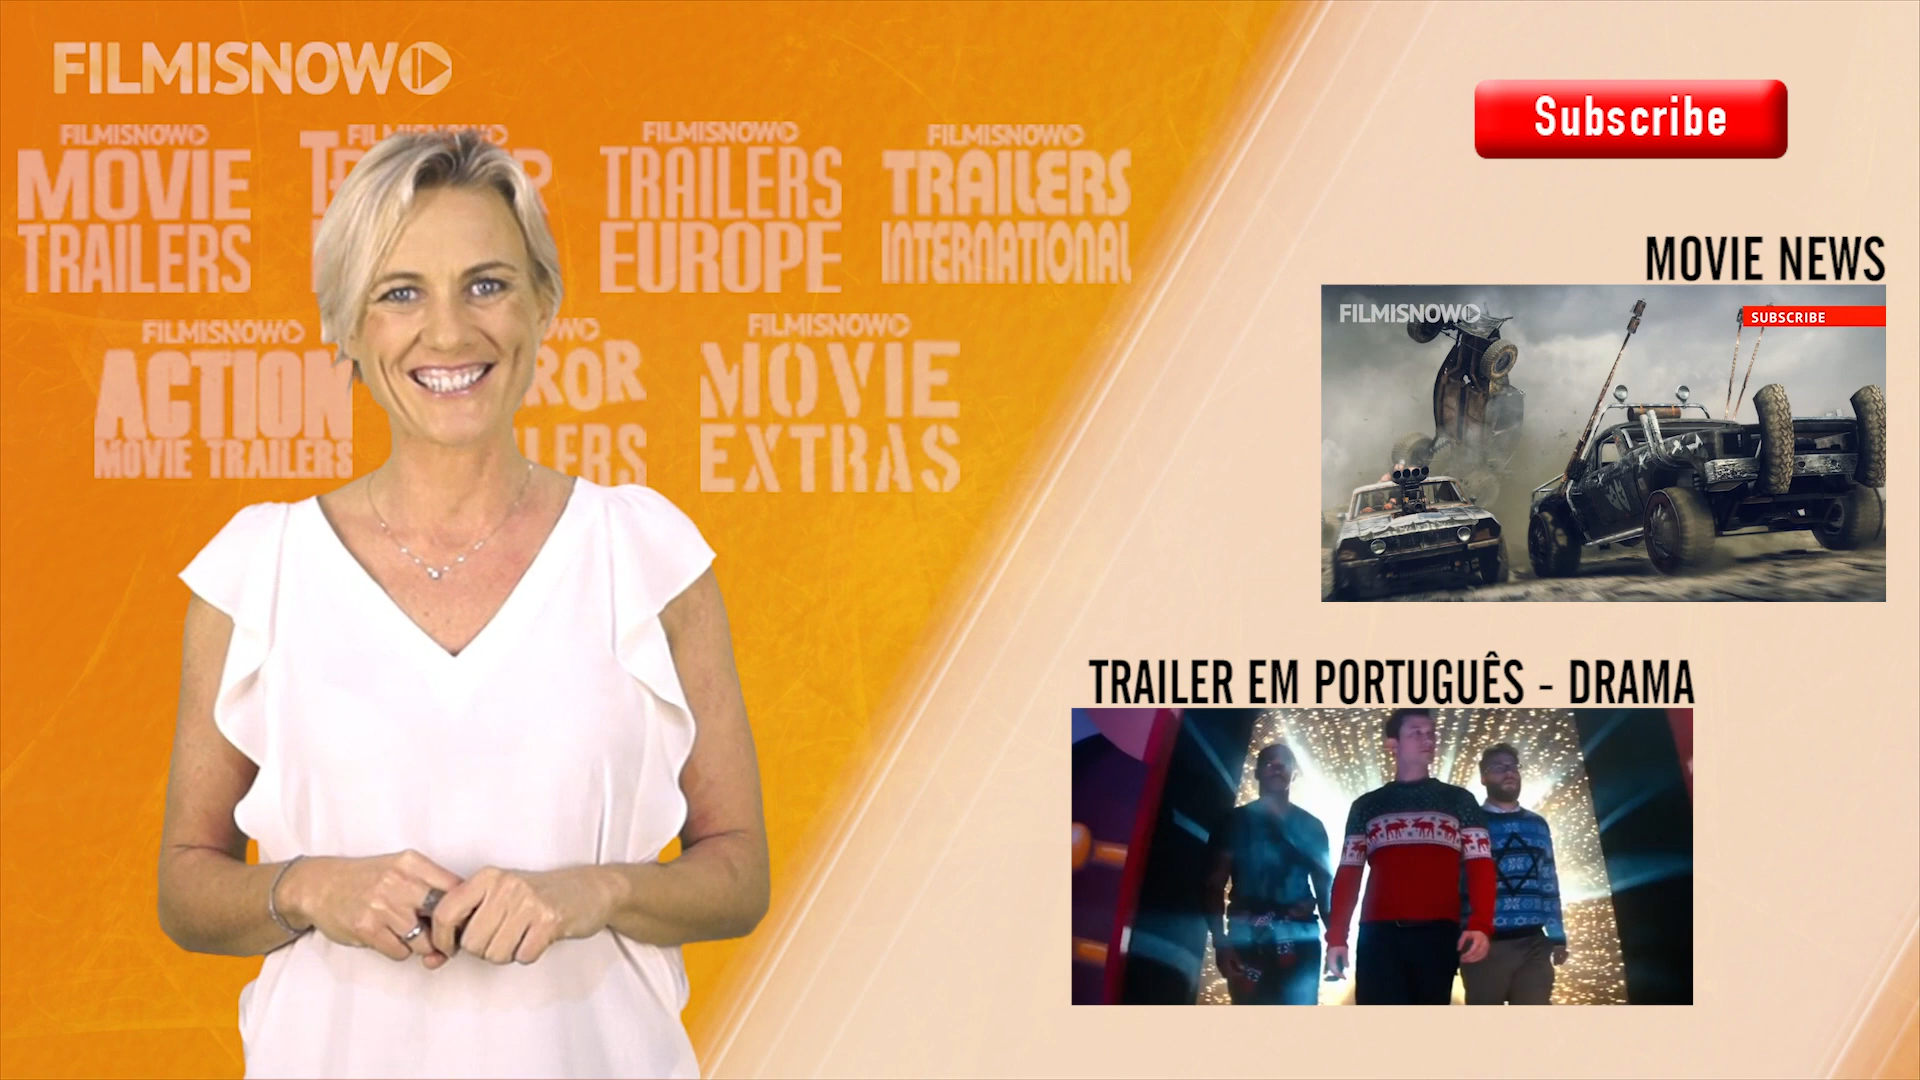 FILMISNOW
FILMISNOW
MOVIE
TRAILERS
FILMISNOW
TRAILERS
EUROPE
FILMISNOW
TRAILERS
INTERNATIONAL
FILMISNOW
ACTION
MOVIE TRAILERS
FILMISNOW
MOVIE
EXTRAS
Subscribe
MOVIE NEWS
FILMISNOW
SUBSCRIBE
TRAILER EM PORTUGUÊS - DRAMA